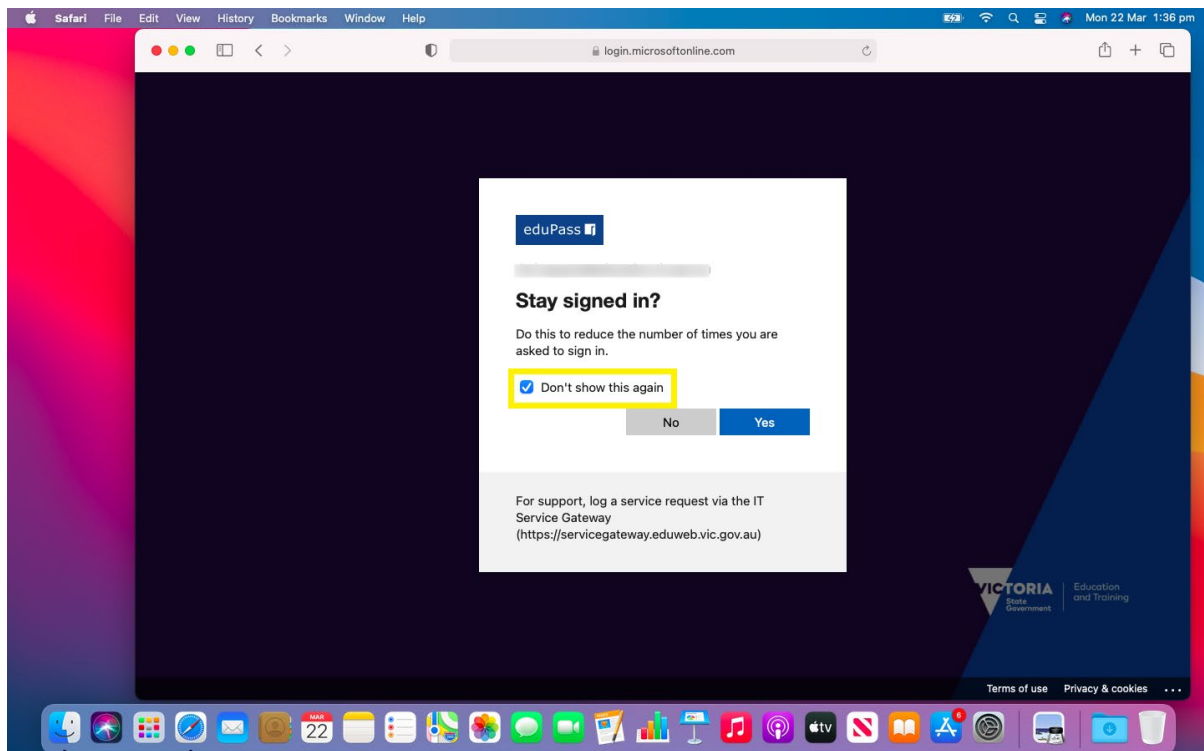 Safari File Edit View History Bookmarks Window Help Mon 22 Mar 1:36 pm
login.microsoftonline.com
eduPass
Stay signed in?
Do this to reduce the number of times you are
asked to sign in.
Don't show this again
No Yes
For support, log a service request via the IT
Service Gateway
(https://servicegateway.eduweb.vic.gov.au)
VICTORIA
State
Government
Education
and Training
Terms of use Privacy & cookies ...
MAR
22
tv
6